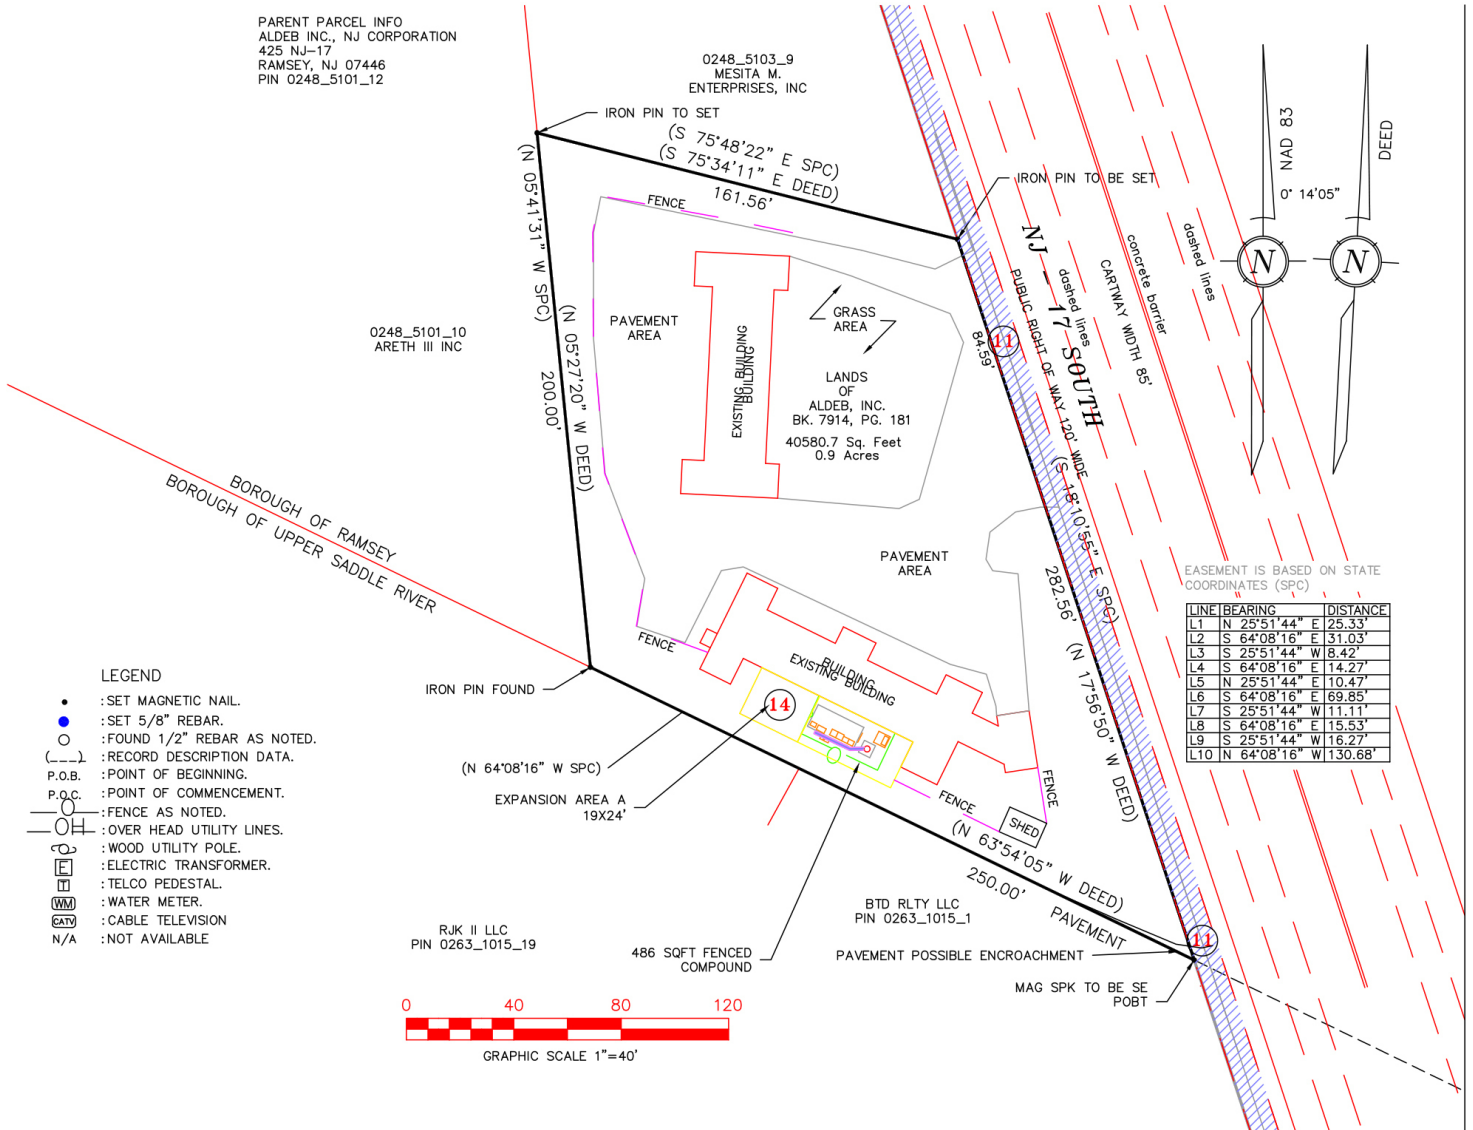 PARENT PARCEL INFO
ALDEB INC., NJ CORPORATION
425 NJ-17
RAMSEY, NJ 07446
PIN 0248_5101_12
0248_5103_9
MESITA M.
ENTERPRISES, INC
IRON PIN TO SET
(S 75°48'22" E SPC)
(S 75°34'11" E DEED)
161.56'
IRON PIN TO BE SET
NAD 83
DEED
0° 14'05"
N
N
(N 05°41'31" W SPC)
(N 05°27'20" W DEED)
200.00'
FENCE
PAVEMENT
AREA
EXISTING BUILDING
BUILDING
GRASS
AREA
LANDS
OF
ALDEB, INC.
BK. 7914, PG. 181
40580.7 Sq. Feet
0.9 Acres
0248_5101_10
ARETH III INC
11
84.59'
NJ - 17 SOUTH
PUBLIC RIGHT OF WAY 120' WIDE
dashed lines
CARTWAY WIDTH 85'
concrete barrier
dashed lines
(S 18°10'55" E SPC)
282.56'
(N 17°56'50" W DEED)
BOROUGH OF RAMSEY
BOROUGH OF UPPER SADDLE RIVER
PAVEMENT
AREA
EASEMENT IS BASED ON STATE
COORDINATES (SPC)
LINE BEARING DISTANCE
L1 N 25°51'44" E 25.33'
L2 S 64°08'16" E 31.03'
L3 S 25°51'44" W 8.42'
L4 S 64°08'16" E 14.27'
L5 N 25°51'44" E 10.47'
L6 S 64°08'16" E 69.85'
L7 S 25°51'44" W 11.11'
L8 S 64°08'16" E 15.53'
L9 S 25°51'44" W 16.27'
L10 N 64°08'16" W 130.68'
FENCE
BUILDING
EXISTING BUILDING
14
IRON PIN FOUND
(N 64°08'16" W SPC)
EXPANSION AREA A
19X24'
FENCE
FENCE
SHED
(N 63°54'05" W DEED)
250.00'
PAVEMENT
BTD RLTY LLC
PIN 0263_1015_1
11
PAVEMENT POSSIBLE ENCROACHMENT
MAG SPK TO BE SE
POBT
486 SQFT FENCED
COMPOUND
RJK II LLC
PIN 0263_1015_19
LEGEND
: SET MAGNETIC NAIL.
: SET 5/8" REBAR.
: FOUND 1/2" REBAR AS NOTED.
(___) : RECORD DESCRIPTION DATA.
P.O.B. : POINT OF BEGINNING.
P.O.C. : POINT OF COMMENCEMENT.
: FENCE AS NOTED.
OH : OVER HEAD UTILITY LINES.
: WOOD UTILITY POLE.
E : ELECTRIC TRANSFORMER.
T : TELCO PEDESTAL.
WM : WATER METER.
CATV : CABLE TELEVISION
N/A : NOT AVAILABLE
0 40 80 120
GRAPHIC SCALE 1"=40'